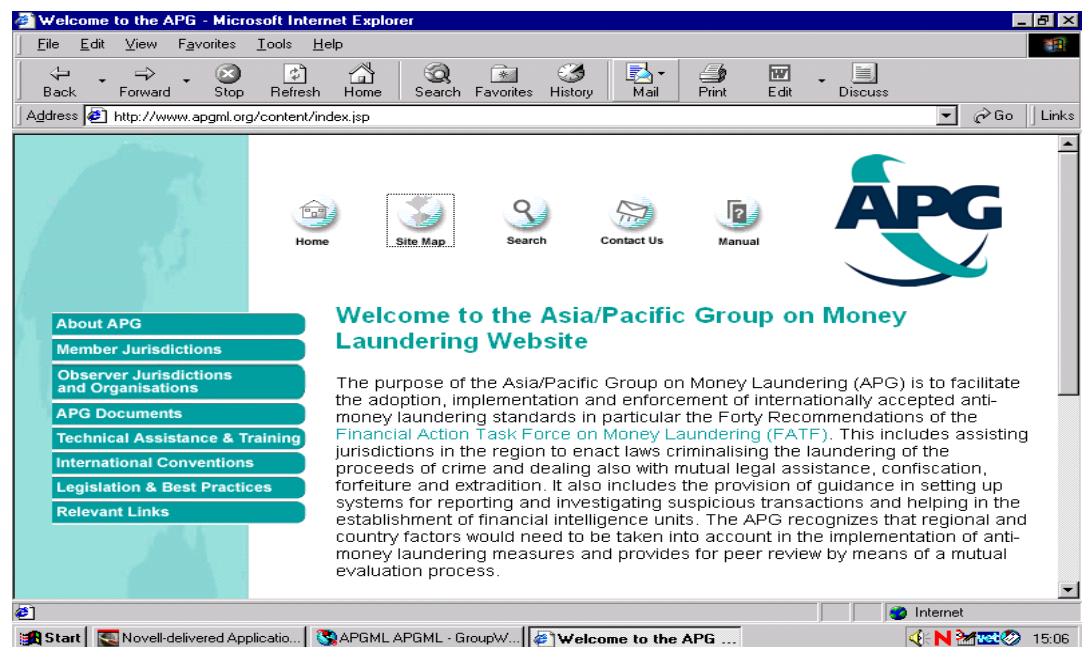 Welcome to the APG - Microsoft Internet Explorer
File Edit View Favorites Tools Help
Back Forward Stop Refresh Home Search Favorites History Mail Print Edit Discuss
Address http://www.apgml.org/content/index.jsp Go Links
APG
Home Site Map Search Contact Us Manual
About APG
Member Jurisdictions
Observer Jurisdictions
and Organisations
APG Documents
Technical Assistance & Training
International Conventions
Legislation & Best Practices
Relevant Links
Welcome to the Asia/Pacific Group on Money
Laundering Website
The purpose of the Asia/Pacific Group on Money Laundering (APG) is to facilitate
the adoption, implementation and enforcement of internationally accepted anti-
money laundering standards in particular the Forty Recommendations of the
Financial Action Task Force on Money Laundering (FATF). This includes assisting
jurisdictions in the region to enact laws criminalising the laundering of the
proceeds of crime and dealing also with mutual legal assistance, confiscation,
forfeiture and extradition. It also includes the provision of guidance in setting up
systems for reporting and investigating suspicious transactions and helping in the
establishment of financial intelligence units. The APG recognizes that regional and
country factors would need to be taken into account in the implementation of anti-
money laundering measures and provides for peer review by means of a mutual
evaluation process.
Internet
Start Novell-delivered Applicatio... APGML APGML - GroupW... Welcome to the APG ... N vet 15:06